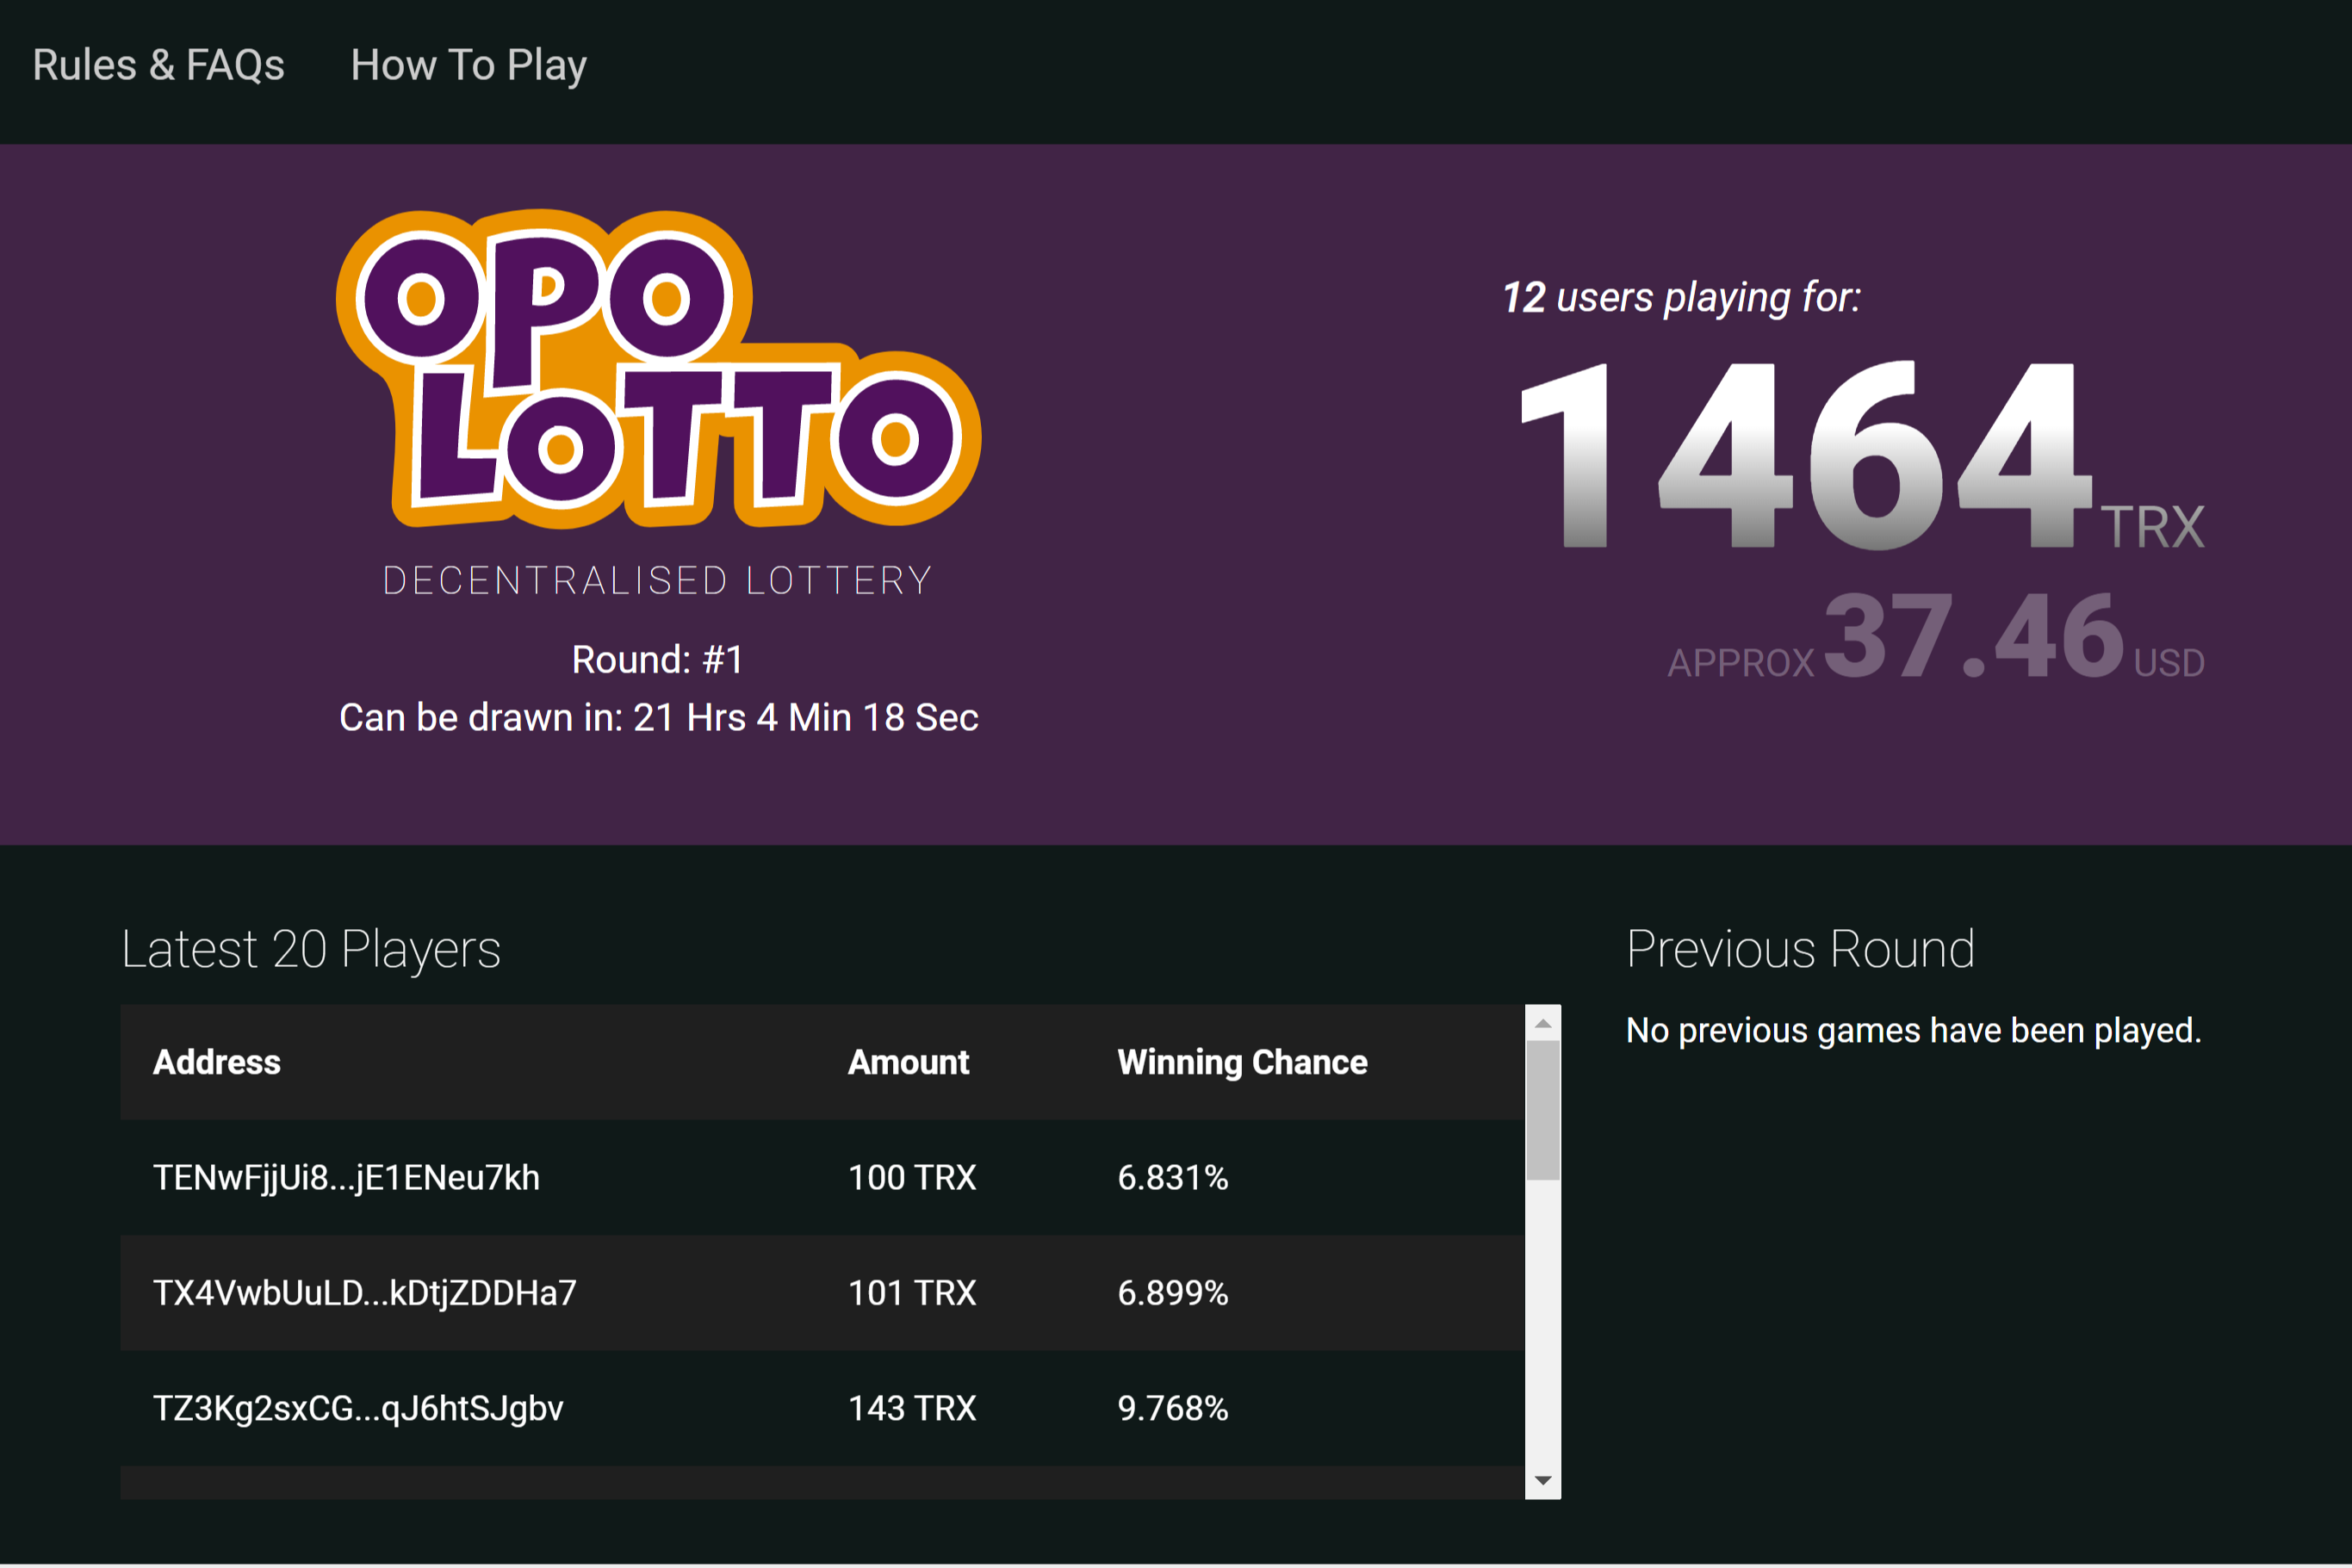 Rules & FAQs How To Play
OPO
LOTTO
DECENTRALISED LOTTERY
Round: #1
Can be drawn in: 21 Hrs 4 Min 18 Sec
12 users playing for:
1464 TRX
APPROX 37.46 USD
Latest 20 Players
Address Amount Winning Chance
TENwFjjUi8...jE1ENeu7kh 100 TRX 6.831%
TX4VwbUuLD...kDtjZDDHa7 101 TRX 6.899%
TZ3Kg2sxCG...qJ6htSJgbv 143 TRX 9.768%
Previous Round
No previous games have been played.